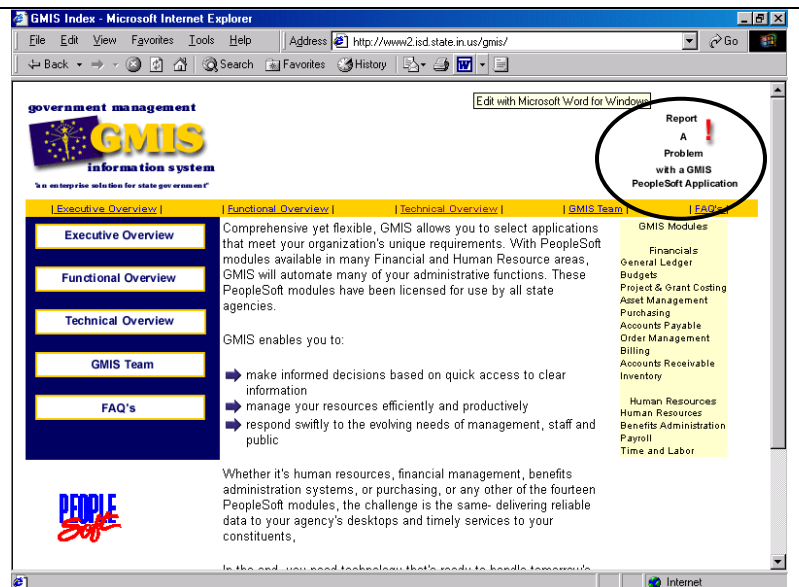 GMIS Index - Microsoft Internet Explorer
File Edit View Favorites Tools Help Address http://www2.isd.state.in.us/gmis/ Go
Back Search Favorites History
Edit with Microsoft Word for Windows
government management
GMIS
information system
"an enterprise solution for state government"
Report
A !
Problem
with a GMIS
PeopleSoft Application
| Executive Overview | | Functional Overview | | Technical Overview | | GMIS Team | | FAQ's |
Executive Overview
Functional Overview
Technical Overview
GMIS Team
FAQ's
Comprehensive yet flexible, GMIS allows you to select applications
that meet your organization's unique requirements. With PeopleSoft
modules available in many Financial and Human Resource areas,
GMIS will automate many of your administrative functions. These
PeopleSoft modules have been licensed for use by all state
agencies.
GMIS enables you to:
make informed decisions based on quick access to clear
information
manage your resources efficiently and productively
respond swiftly to the evolving needs of management, staff and
public
Whether it's human resources, financial management, benefits
administration systems, or purchasing, or any other of the fourteen
PeopleSoft modules, the challenge is the same- delivering reliable
data to your agency's desktops and timely services to your
constituents,
In the end, you need technology that's ready to handle tomorrow's
GMIS Modules
Financials
General Ledger
Budgets
Project & Grant Costing
Asset Management
Purchasing
Accounts Payable
Order Management
Billing
Accounts Receivable
Inventory
Human Resources
Human Resources
Benefits Administration
Payroll
Time and Labor
PEOPLE
Soft
Internet